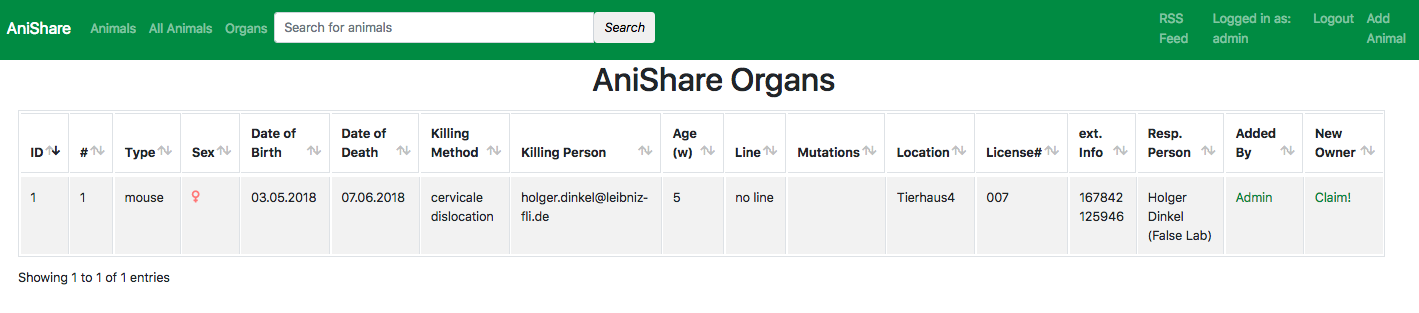 AniShare Animals All Animals Organs Search for animals Search RSS Feed Logged in as: admin Logout Add Animal
AniShare Organs
ID # Type Sex Date of Birth Date of Death Killing Method Killing Person Age (w) Line Mutations Location License# ext. Info Resp. Person Added By New Owner
1 1 mouse ♀ 03.05.2018 07.06.2018 cervicale dislocation holger.dinkel@leibniz-fli.de 5 no line Tierhaus4 007 167842 125946 Holger Dinkel (False Lab) Admin Claim!
Showing 1 to 1 of 1 entries